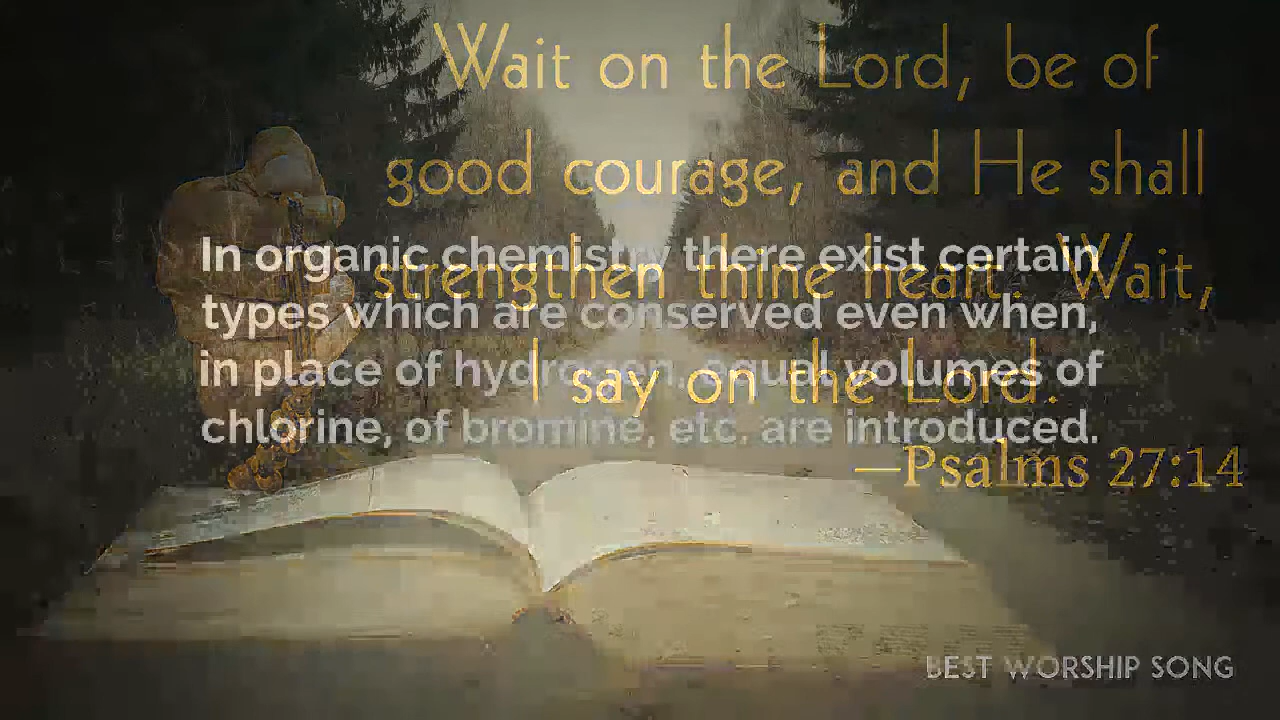 Wait on the Lord, be of
good courage, and He shall
strengthen thine heart. Wait,
I say on the Lord.
—Psalms 27:14
In organic chemistry there exist certain
types which are conserved even when,
in place of hydrogen, equal volumes of
chlorine, of bromine, etc. are introduced.
BEST WORSHIP SONG